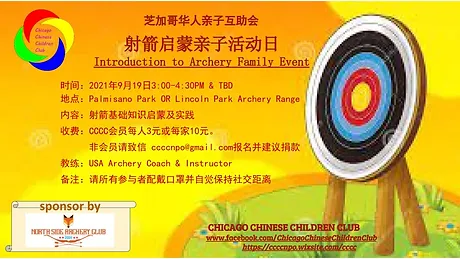 芝加哥华人亲子互助会
Chicago
Chinese
Children
Club
射箭启蒙亲子活动日
Introduction to Archery Family Event
时间：2021年9月19日3:00-4:30PM & TBD
地点：Palmisano Park OR Lincoln Park Archery Range
内容：射箭基础知识启蒙及实践
收费：CCCC会员每人3元或每家10元。
非会员请致信 ccccnpo@gmail.com报名并建议捐款
教练：USA Archery Coach & Instructor
备注：请所有参与者配戴口罩并自觉保持社交距离
sponsor by
NORTH SIDE ARCHERY CLUB
CHICAGO CHINESE CHILDREN CLUB
www.facebook.com/ChicagoChineseChildrenClub
https://ccccnpo.wixsite.com/cccc